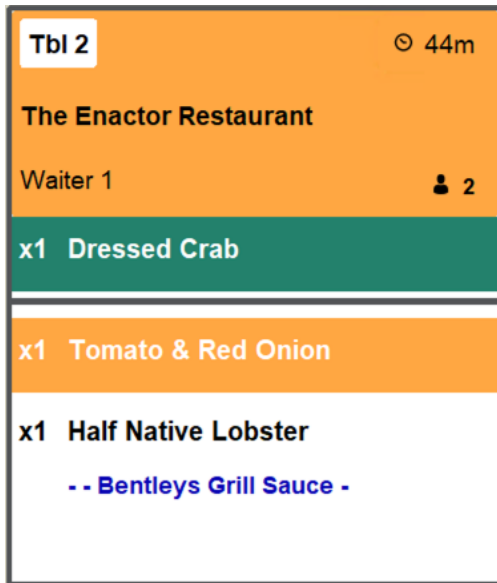 Tbl 2 44m
The Enactor Restaurant
Waiter 1 2
x1 Dressed Crab
x1 Tomato & Red Onion
x1 Half Native Lobster
- - Bentleys Grill Sauce -